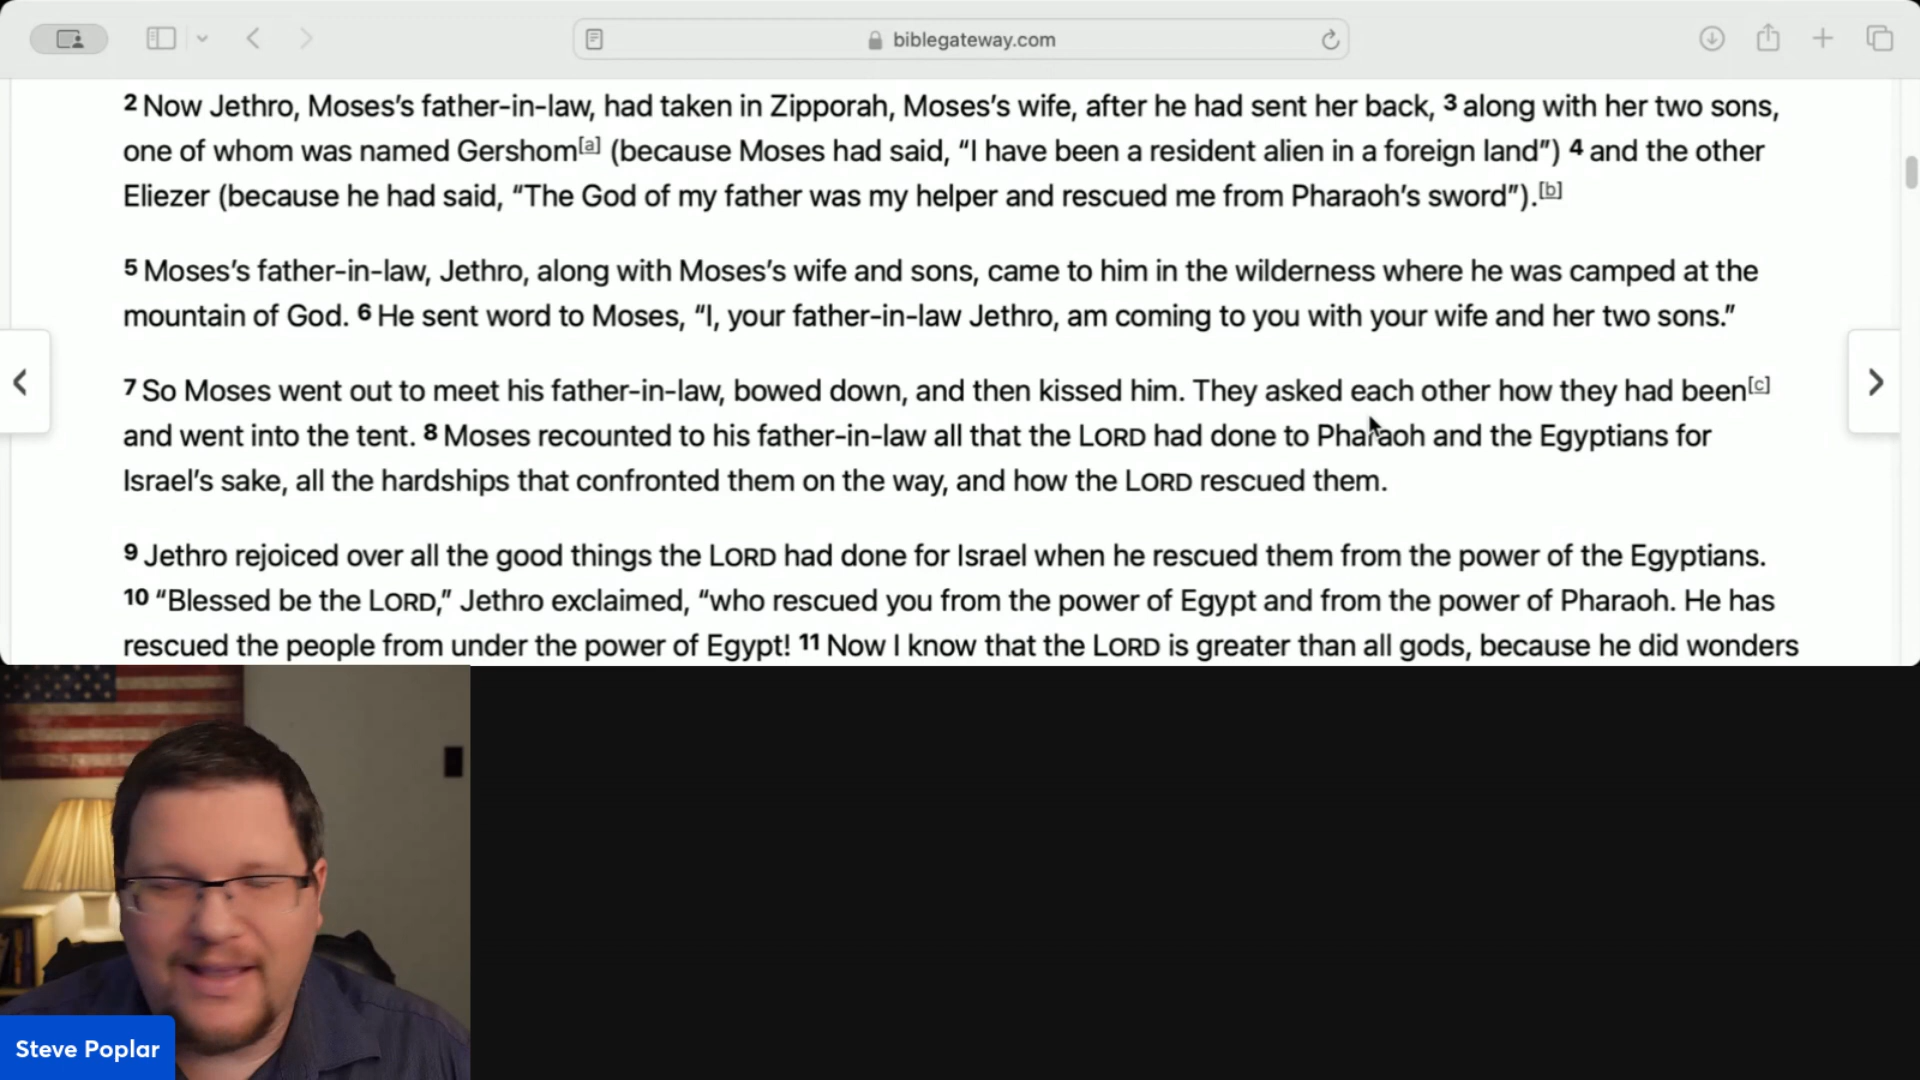 biblegateway.com
2 Now Jethro, Moses’s father-in-law, had taken in Zipporah, Moses’s wife, after he had sent her back, 3 along with her two sons,
one of whom was named Gershom[a] (because Moses had said, “I have been a resident alien in a foreign land”) 4 and the other
Eliezer (because he had said, “The God of my father was my helper and rescued me from Pharaoh’s sword”).[b]
5 Moses’s father-in-law, Jethro, along with Moses’s wife and sons, came to him in the wilderness where he was camped at the
mountain of God. 6 He sent word to Moses, “I, your father-in-law Jethro, am coming to you with your wife and her two sons.”
7 So Moses went out to meet his father-in-law, bowed down, and then kissed him. They asked each other how they had been[c]
and went into the tent. 8 Moses recounted to his father-in-law all that the LORD had done to Pharaoh and the Egyptians for
Israel’s sake, all the hardships that confronted them on the way, and how the LORD rescued them.
9 Jethro rejoiced over all the good things the LORD had done for Israel when he rescued them from the power of the Egyptians.
10 “Blessed be the LORD,” Jethro exclaimed, “who rescued you from the power of Egypt and from the power of Pharaoh. He has
rescued the people from under the power of Egypt! 11 Now I know that the LORD is greater than all gods, because he did wonders
Steve Poplar